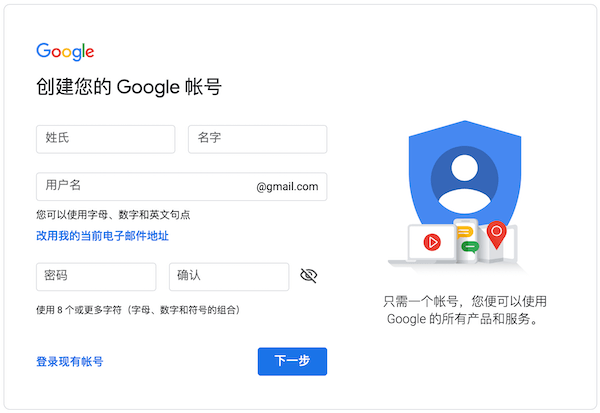 Google
创建您的 Google 帐号
姓氏
名字
用户名
@gmail.com
您可以使用字母、数字和英文句点
改用我的当前电子邮件地址
密码
确认
使用 8 个或更多字符（字母、数字和符号的组合）
登录现有帐号
下一步
只需一个帐号，您便可以使用
Google 的所有产品和服务。